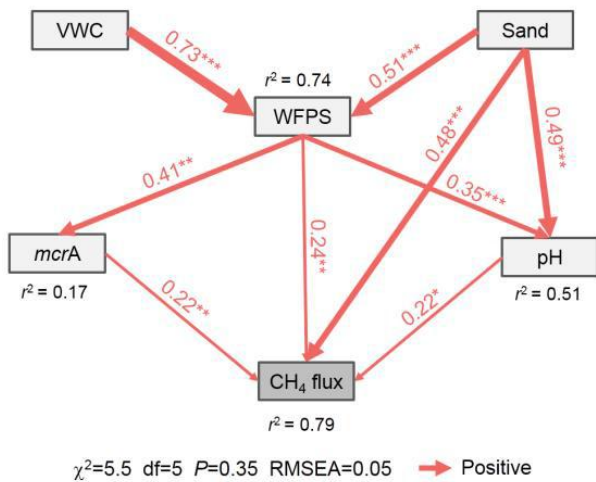 VWC
Sand
0.73***
0.51***
r² = 0.74
WFPS
0.48***
0.49***
0.41**
0.35***
0.24**
mcrA
pH
r² = 0.17
r² = 0.51
0.22**
0.22*
CH₄ flux
r² = 0.79
χ²=5.5 df=5 P=0.35 RMSEA=0.05 Positive